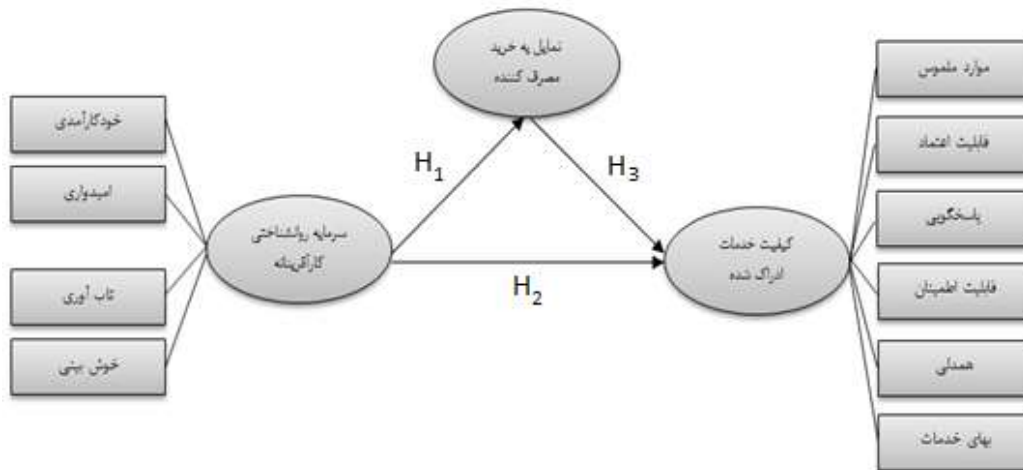 تمایل به خرید
مصرف کننده
موارد ملموس
قابلیت اعتماد
پاسخگویی
قابلیت اطمینان
همدلی
بهای خدمات
کیفیت خدمات
ادراک شده
H1
H2
H3
سرمایه روانشناختی
کارآفرینانه
خودکارآمدی
امیدواری
تاب آوری
خوش بینی